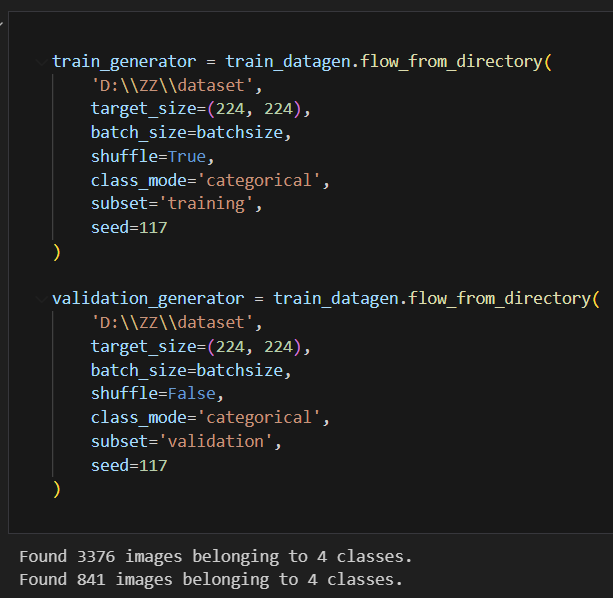 train_generator = train_datagen.flow_from_directory(
    'D:\\ZZ\\dataset',
    target_size=(224, 224),
    batch_size=batchsize,
    shuffle=True,
    class_mode='categorical',
    subset='training',
    seed=117
)
validation_generator = train_datagen.flow_from_directory(
    'D:\\ZZ\\dataset',
    target_size=(224, 224),
    batch_size=batchsize,
    shuffle=False,
    class_mode='categorical',
    subset='validation',
    seed=117
)
Found 3376 images belonging to 4 classes.
Found 841 images belonging to 4 classes.